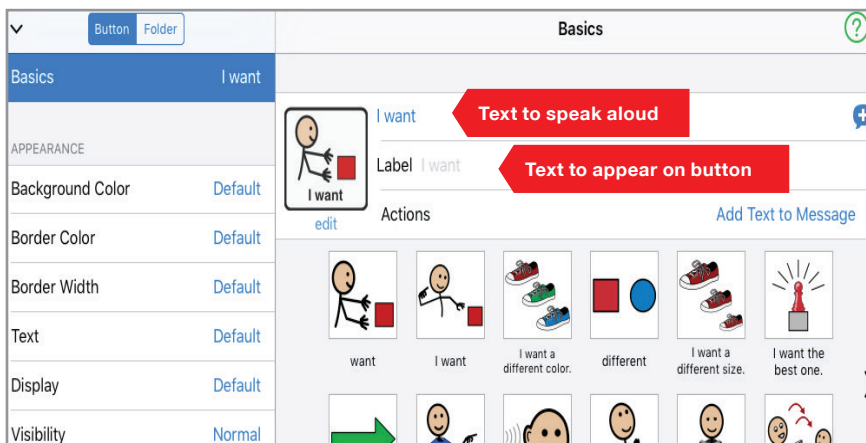 Button Folder
Basics
?
Basics I want
I want
Text to speak aloud
APPEARANCE
Label I want
Text to appear on button
I want
Background Color Default
edit
Actions Add Text to Message
Border Color Default
Border Width Default
Text Default
want
I want
I want a
different color.
different
I want a
different size.
I want the
best one.
Display Default
Visibility Normal